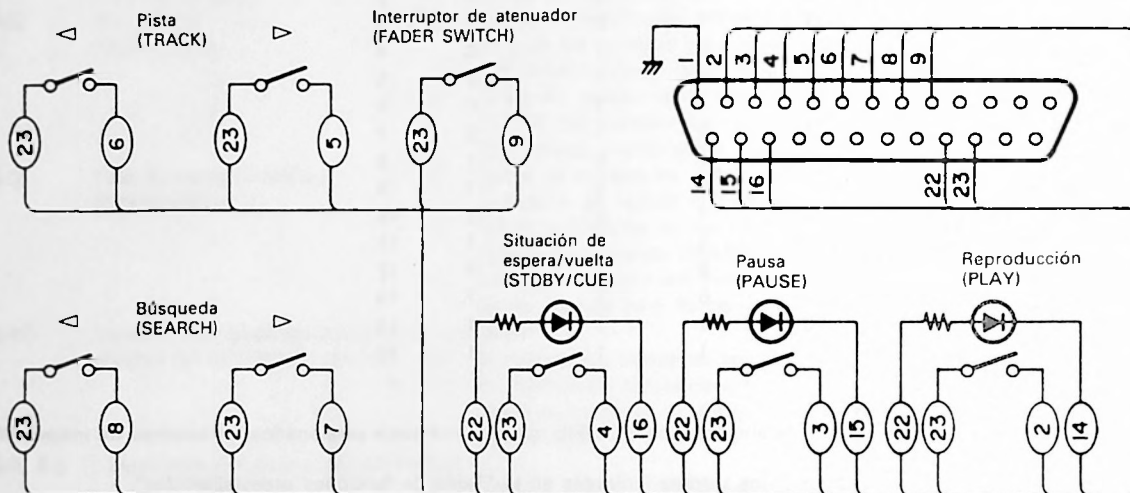 Pista
(TRACK)
Interruptor de atenuador
(FADER SWITCH)
1 2 3 4 5 6 7 8 9
23 6 23 5 23 9
14 15 16 22 23
Búsqueda
(SEARCH)
Situación de
espera/vuelta
(STDBY/CUE)
Pausa
(PAUSE)
Reproducción
(PLAY)
23 8 23 7 22 23 4 16 22 23 3 15 22 23 2 14